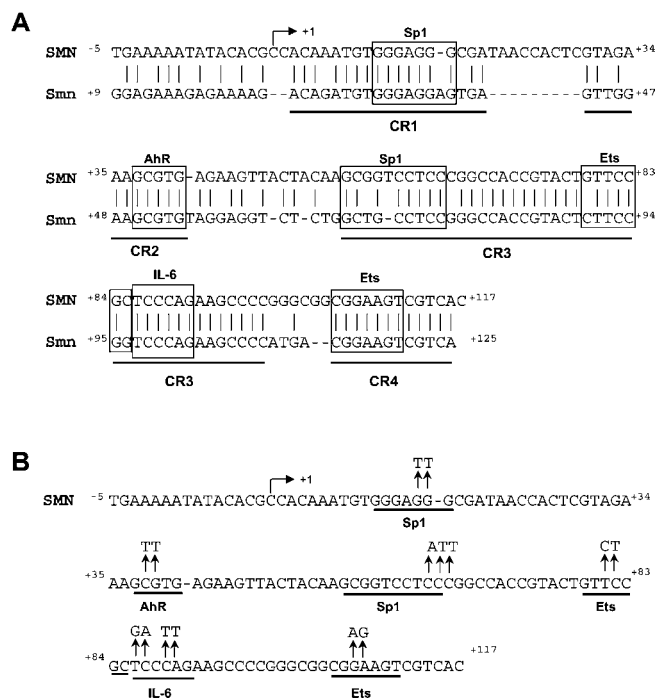 A
+1
Sp1
SMN -5 TGAAAAATATACACGCCACAAATGTGGGAGG-GCGATAACCACTCGTAGA +34
Smn +9 GGAGAAAGAGAAAAG--ACAGATGTGGGAGGAGTGA---------GTTGG +47
CR1
AhR Sp1 Ets
SMN +35 AAGCGTG-AGAAGTTACTACAAGCGGTCCTCCCGGCCACCGTACTGTTCC +83
Smn +48 AAGCGTGTAGGAGGT-CT-CTGGCTG-CCTCCGGGCCACCGTACTCTTCC +94
CR2 CR3
IL-6 Ets
SMN +84 GCTCCCAGAAGCCCCGGGCGGCGGAAGTCGTCAC +117
Smn +95 GGTCCCAGAAGCCCCATGA--CGGAAGTCGTCA +125
CR3 CR4
B
+1 TT
SMN -5 TGAAAAATATACACGCCACAAATGTGGGAGG-GCGATAACCACTCGTAGA +34
Sp1
TT ATT CT
+35 AAGCGTG-AGAAGTTACTACAAGCGGTCCTCCCGGCCACCGTACTGTTCC +83
AhR Sp1 Ets
GA TT AG
+84 GCTCCCAGAAGCCCCGGGCGGCGGAAGTCGTCAC +117
IL-6 Ets